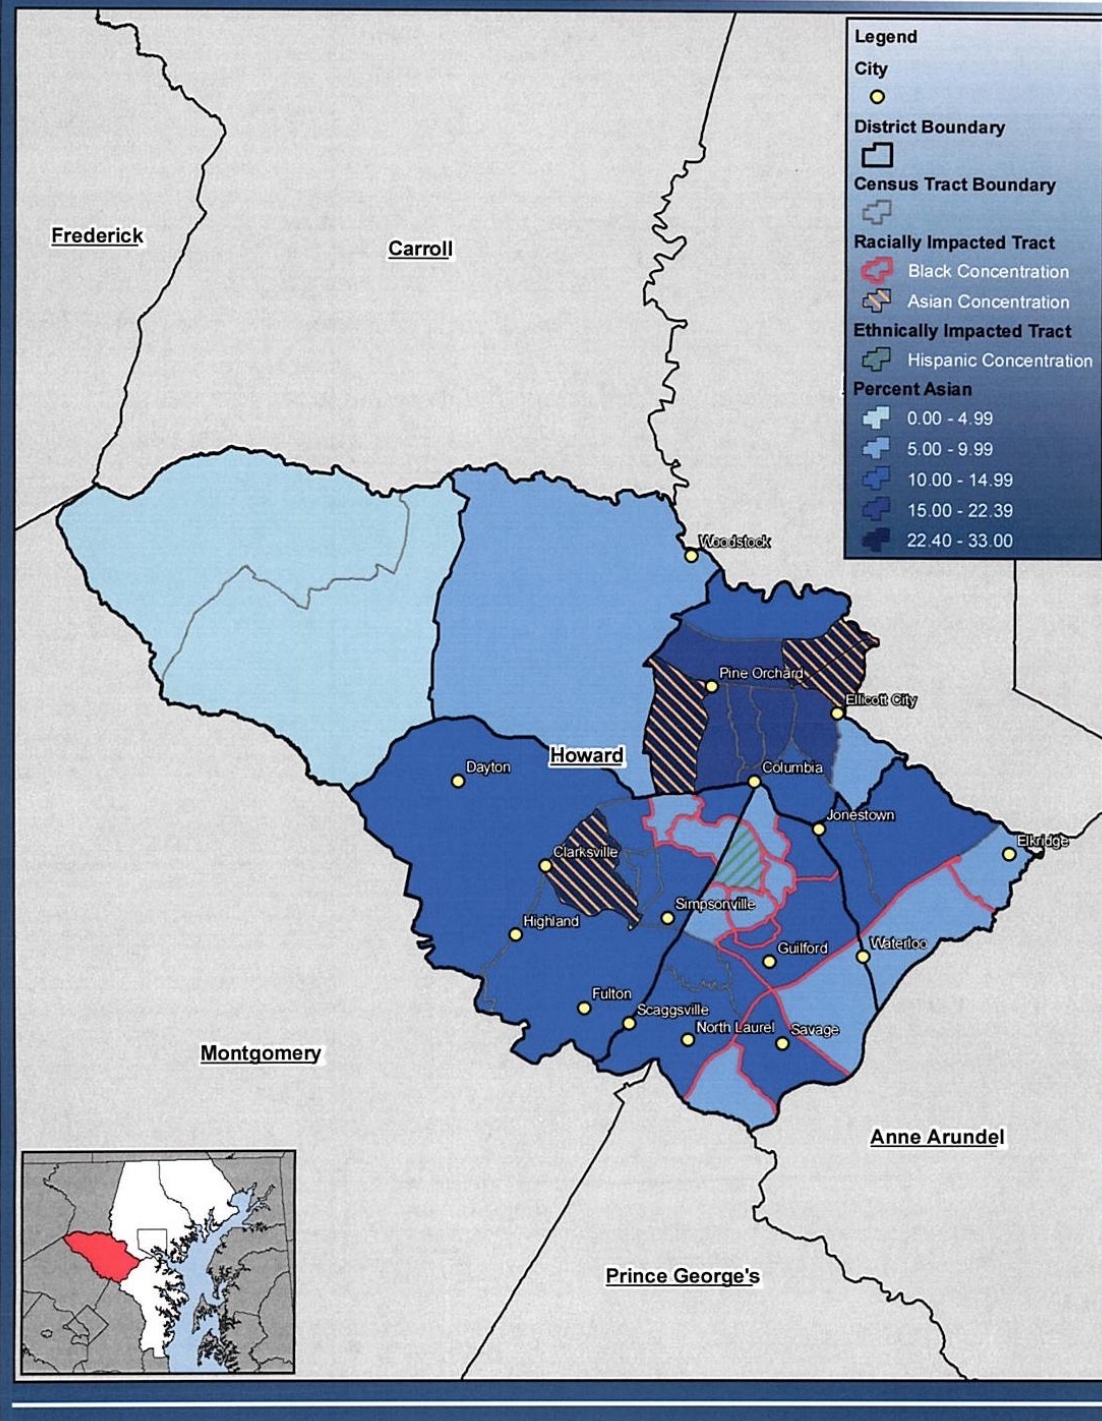 Legend
City
District Boundary
Census Tract Boundary
Racially Impacted Tract
Black Concentration
Asian Concentration
Ethnically Impacted Tract
Hispanic Concentration
Percent Asian
0.00 - 4.99
5.00 - 9.99
10.00 - 14.99
15.00 - 22.39
22.40 - 33.00
Frederick
Carroll
Woodstock
Pine Orchard
Ellicott City
Howard
Dayton
Columbia
Jonestown
Elkridge
Clarksville
Simpsonville
Highland
Guilford
Waterloo
Fulton
Scaggsville
North Laurel
Savage
Montgomery
Anne Arundel
Prince George's